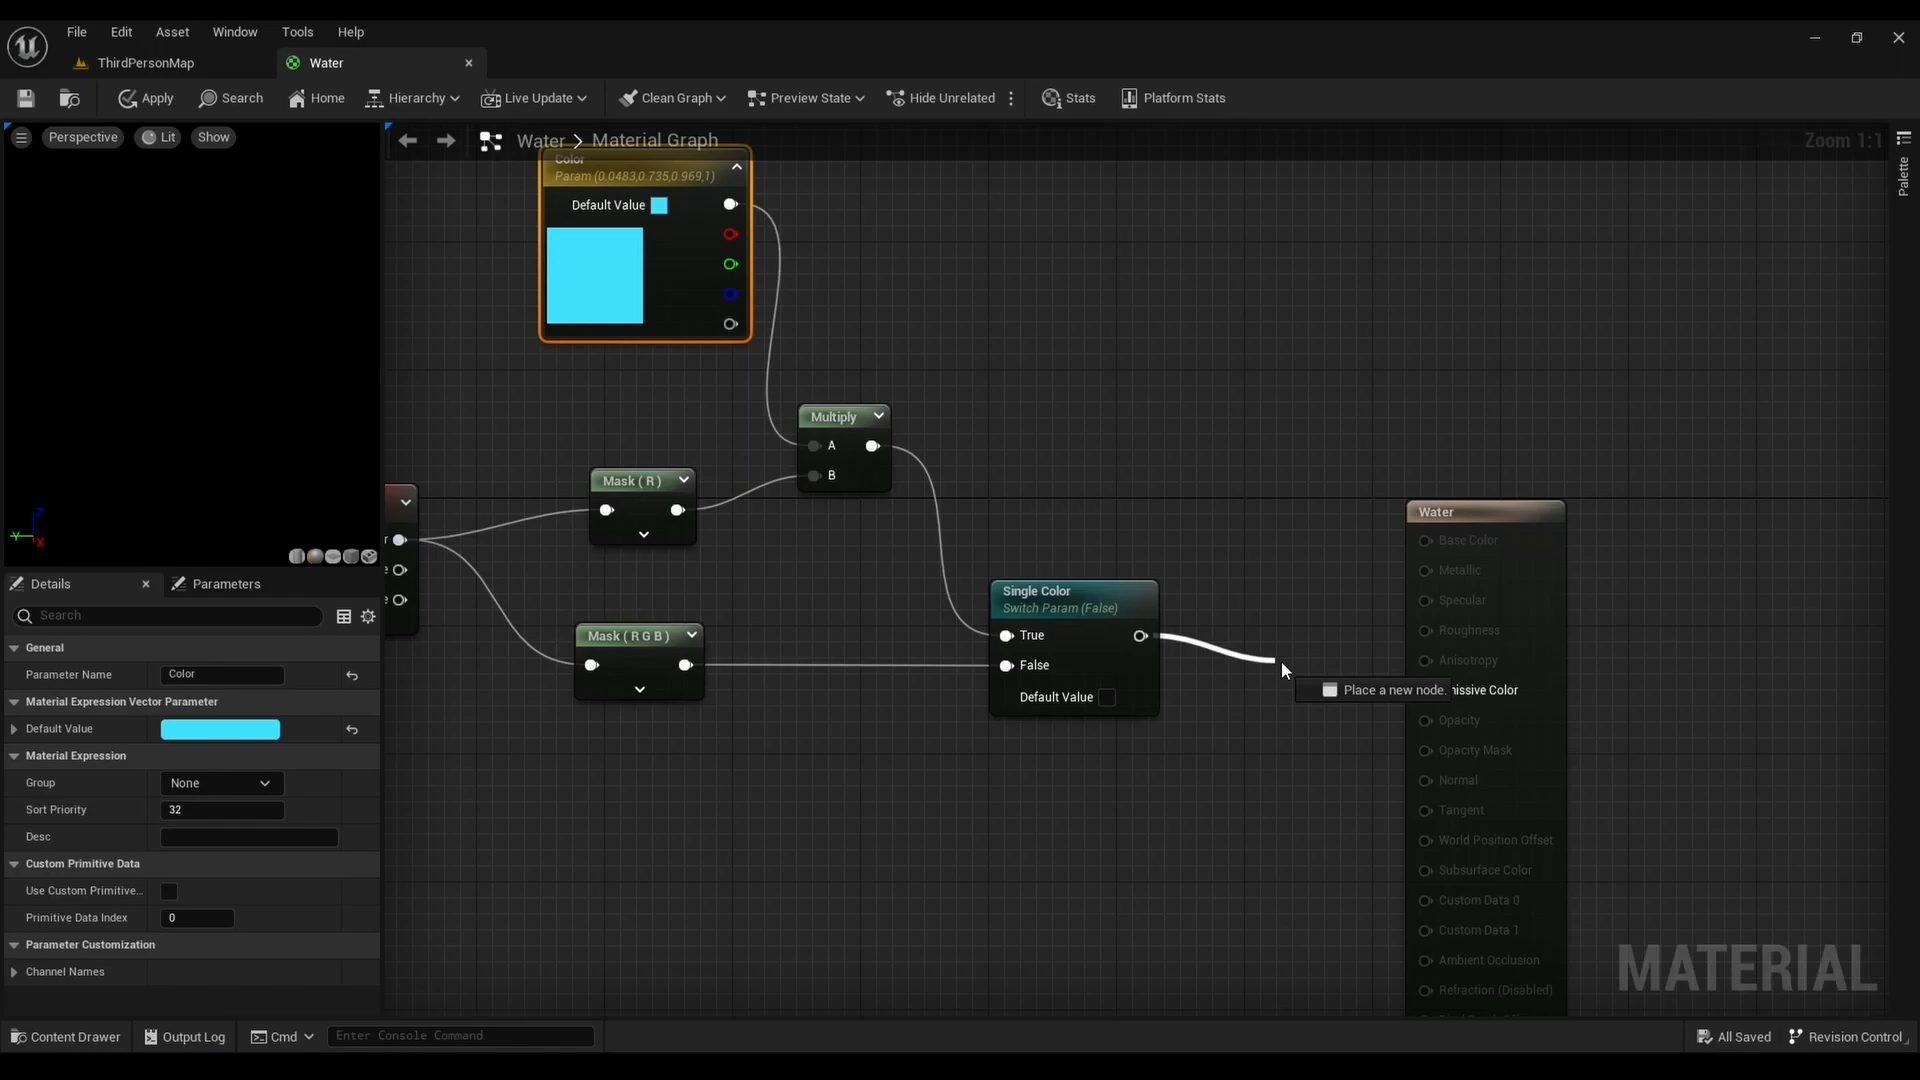 File Edit Asset Window Tools Help
ThirdPersonMap Water
Apply Search Home Hierarchy Live Update Clean Graph Preview State Hide Unrelated Stats Platform Stats
Perspective Lit Show
Water > Material Graph
Zoom 1:1
Palette
Color
Param (0.0483,0.735,0.969,1)
Default Value
Multiply
A
B
Mask ( R )
Mask ( R G B )
Single Color
Switch Param (False)
True
False
Default Value
Place a new node.
Water
Base Color
Metallic
Specular
Roughness
Anisotropy
issive Color
Opacity
Opacity Mask
Normal
Tangent
World Position Offset
Subsurface Color
Custom Data 0
Custom Data 1
Ambient Occlusion
Refraction (Disabled)
MATERIAL
Z
Y
X
r
e
e
Details Parameters
Search
General
Parameter Name Color
Material Expression Vector Parameter
Default Value
Material Expression
Group None
Sort Priority 32
Desc
Custom Primitive Data
Use Custom Primitive...
Primitive Data Index 0
Parameter Customization
Channel Names
Content Drawer Output Log Cmd Enter Console Command All Saved Revision Control